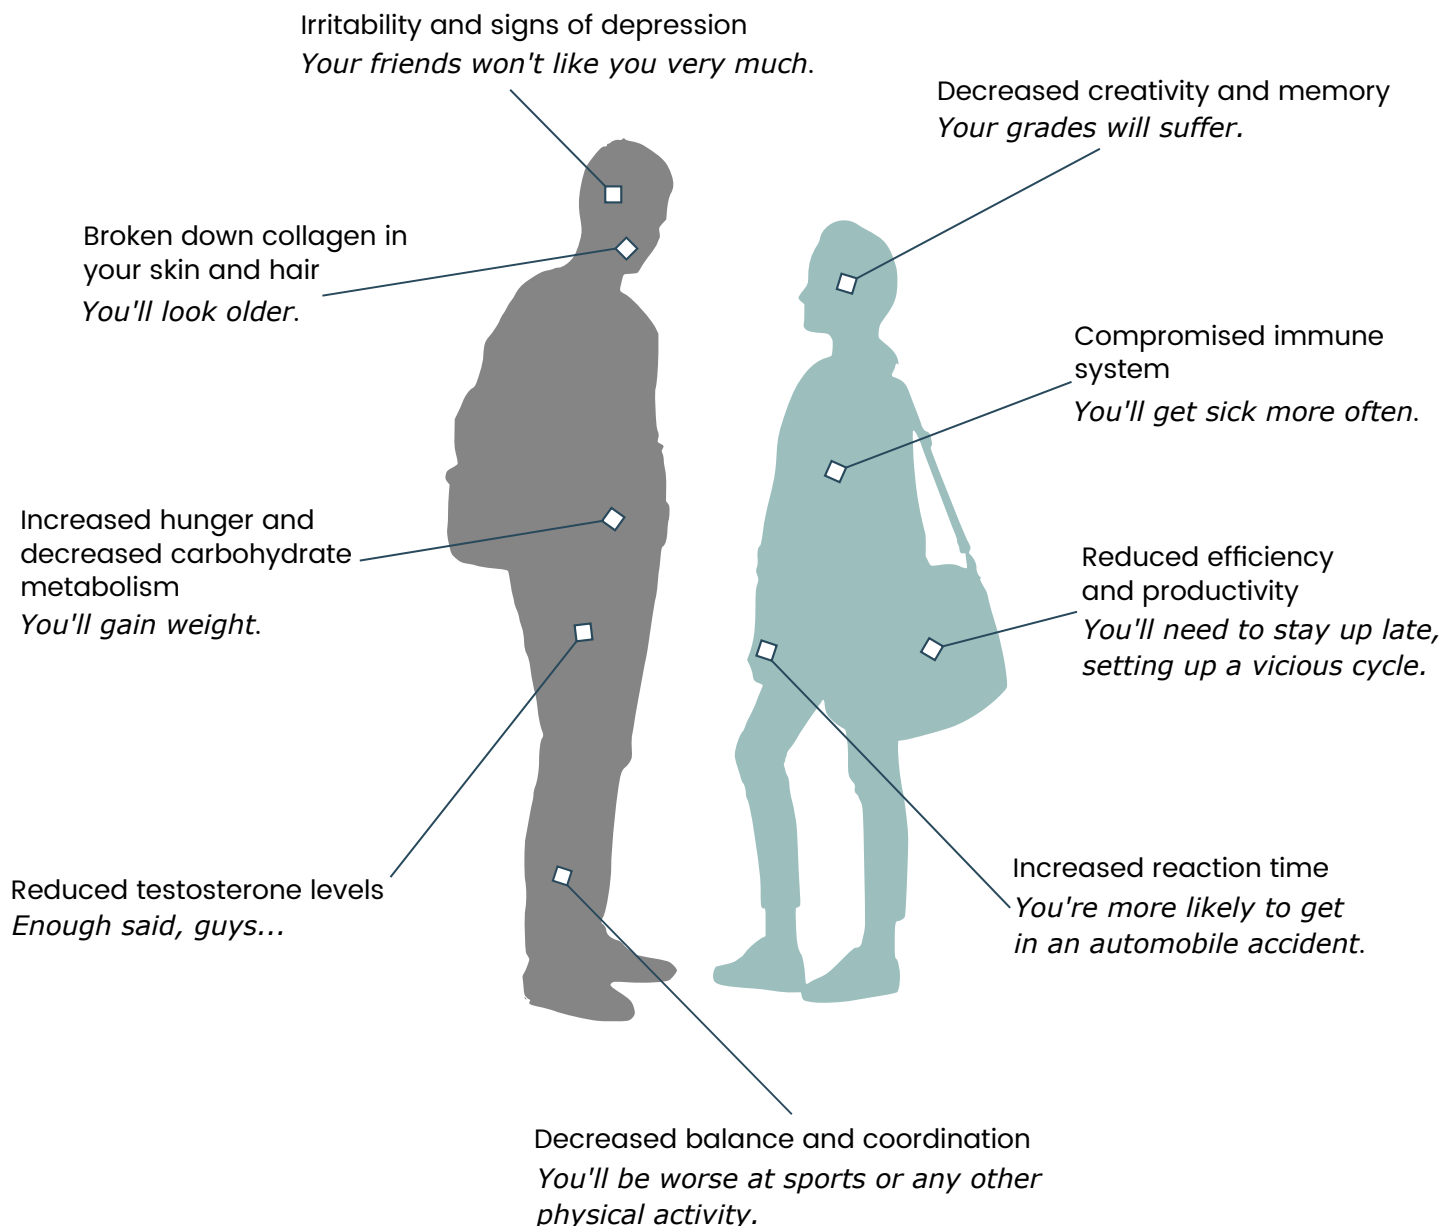 Irritability and signs of depression
Your friends won't like you very much.
Decreased creativity and memory
Your grades will suffer.
Broken down collagen in
your skin and hair
You'll look older.
Compromised immune
system
You'll get sick more often.
Increased hunger and
decreased carbohydrate
metabolism
You'll gain weight.
Reduced efficiency
and productivity
You'll need to stay up late,
setting up a vicious cycle.
Reduced testosterone levels
Enough said, guys...
Increased reaction time
You're more likely to get
in an automobile accident.
Decreased balance and coordination
You'll be worse at sports or any other
physical activity.